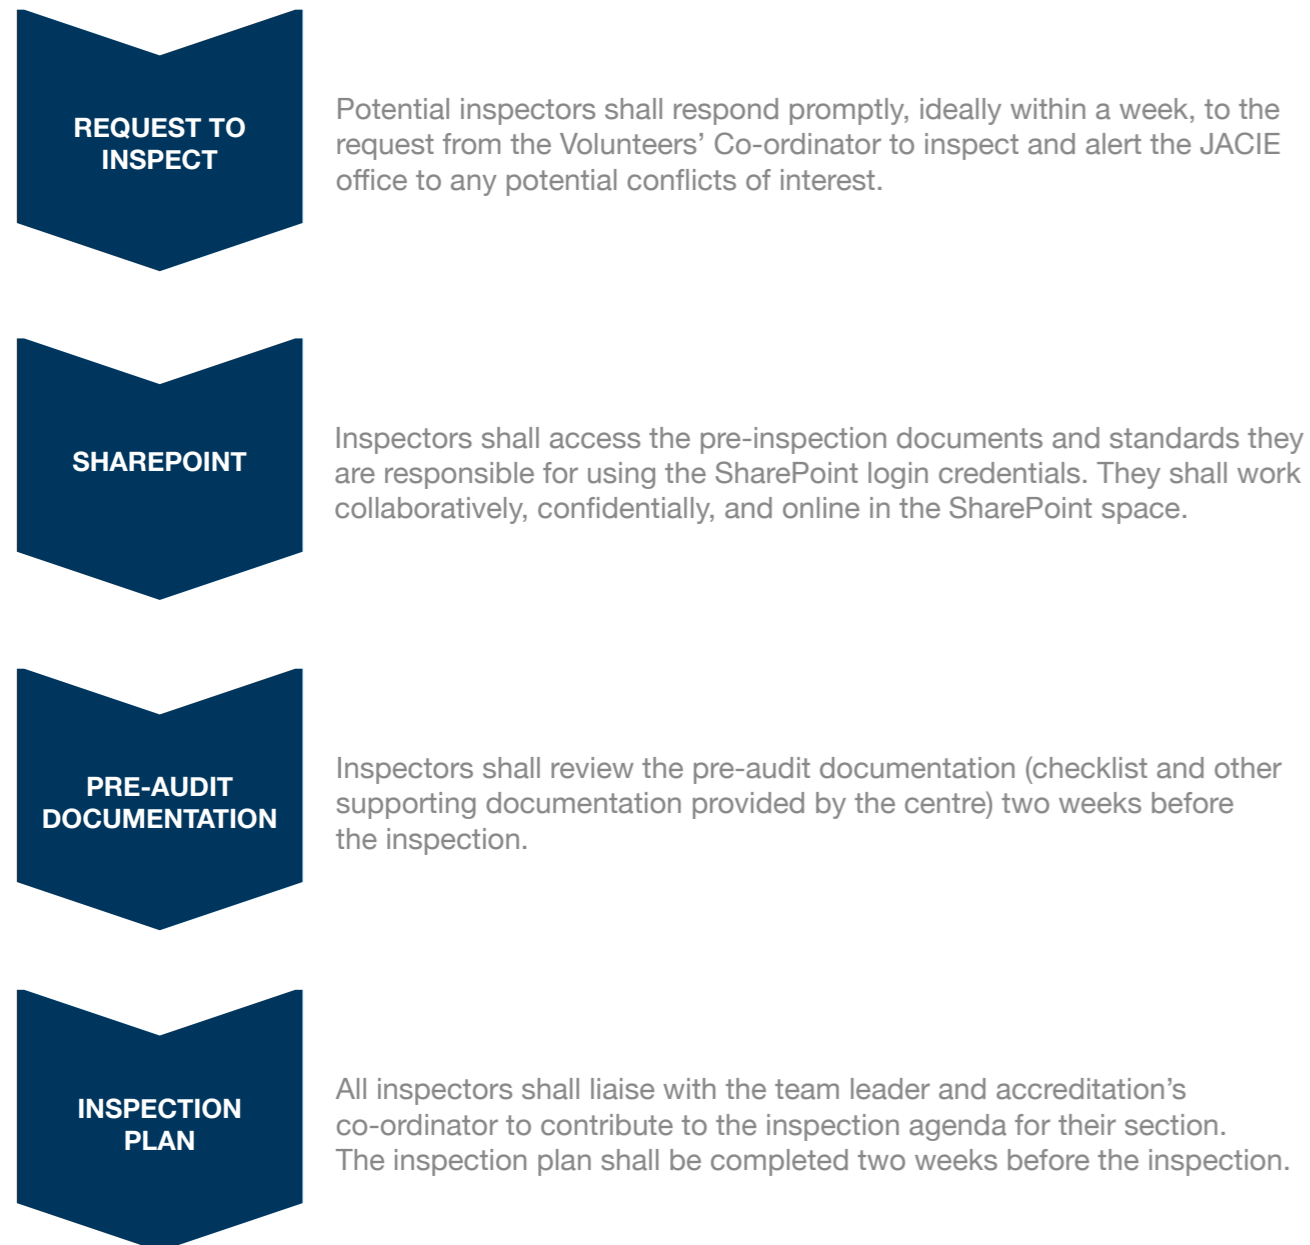 REQUEST TO
INSPECT
Potential inspectors shall respond promptly, ideally within a week, to the
request from the Volunteers’ Co-ordinator to inspect and alert the JACIE
office to any potential conflicts of interest.
SHAREPOINT
Inspectors shall access the pre-inspection documents and standards they
are responsible for using the SharePoint login credentials. They shall work
collaboratively, confidentially, and online in the SharePoint space.
PRE-AUDIT
DOCUMENTATION
Inspectors shall review the pre-audit documentation (checklist and other
supporting documentation provided by the centre) two weeks before
the inspection.
INSPECTION
PLAN
All inspectors shall liaise with the team leader and accreditation’s
co-ordinator to contribute to the inspection agenda for their section.
The inspection plan shall be completed two weeks before the inspection.